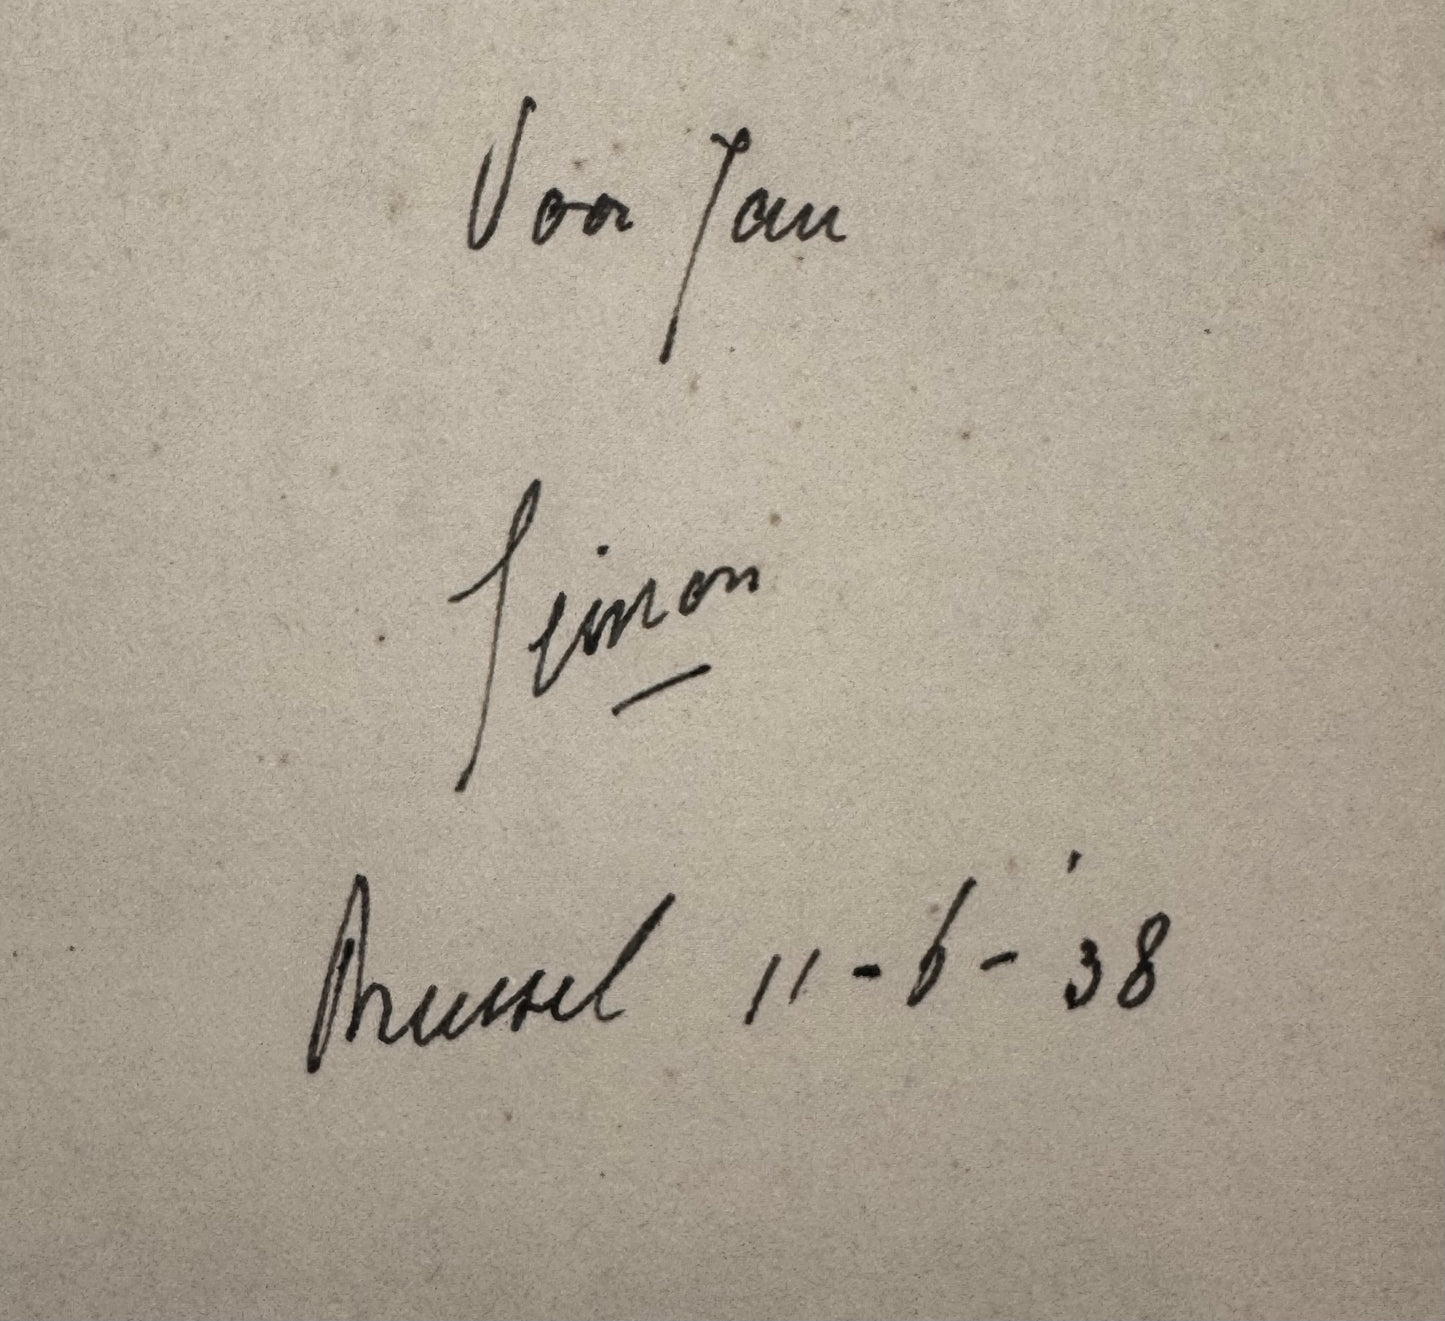 Voor Jan
Simon
Brussel 11-6-'38